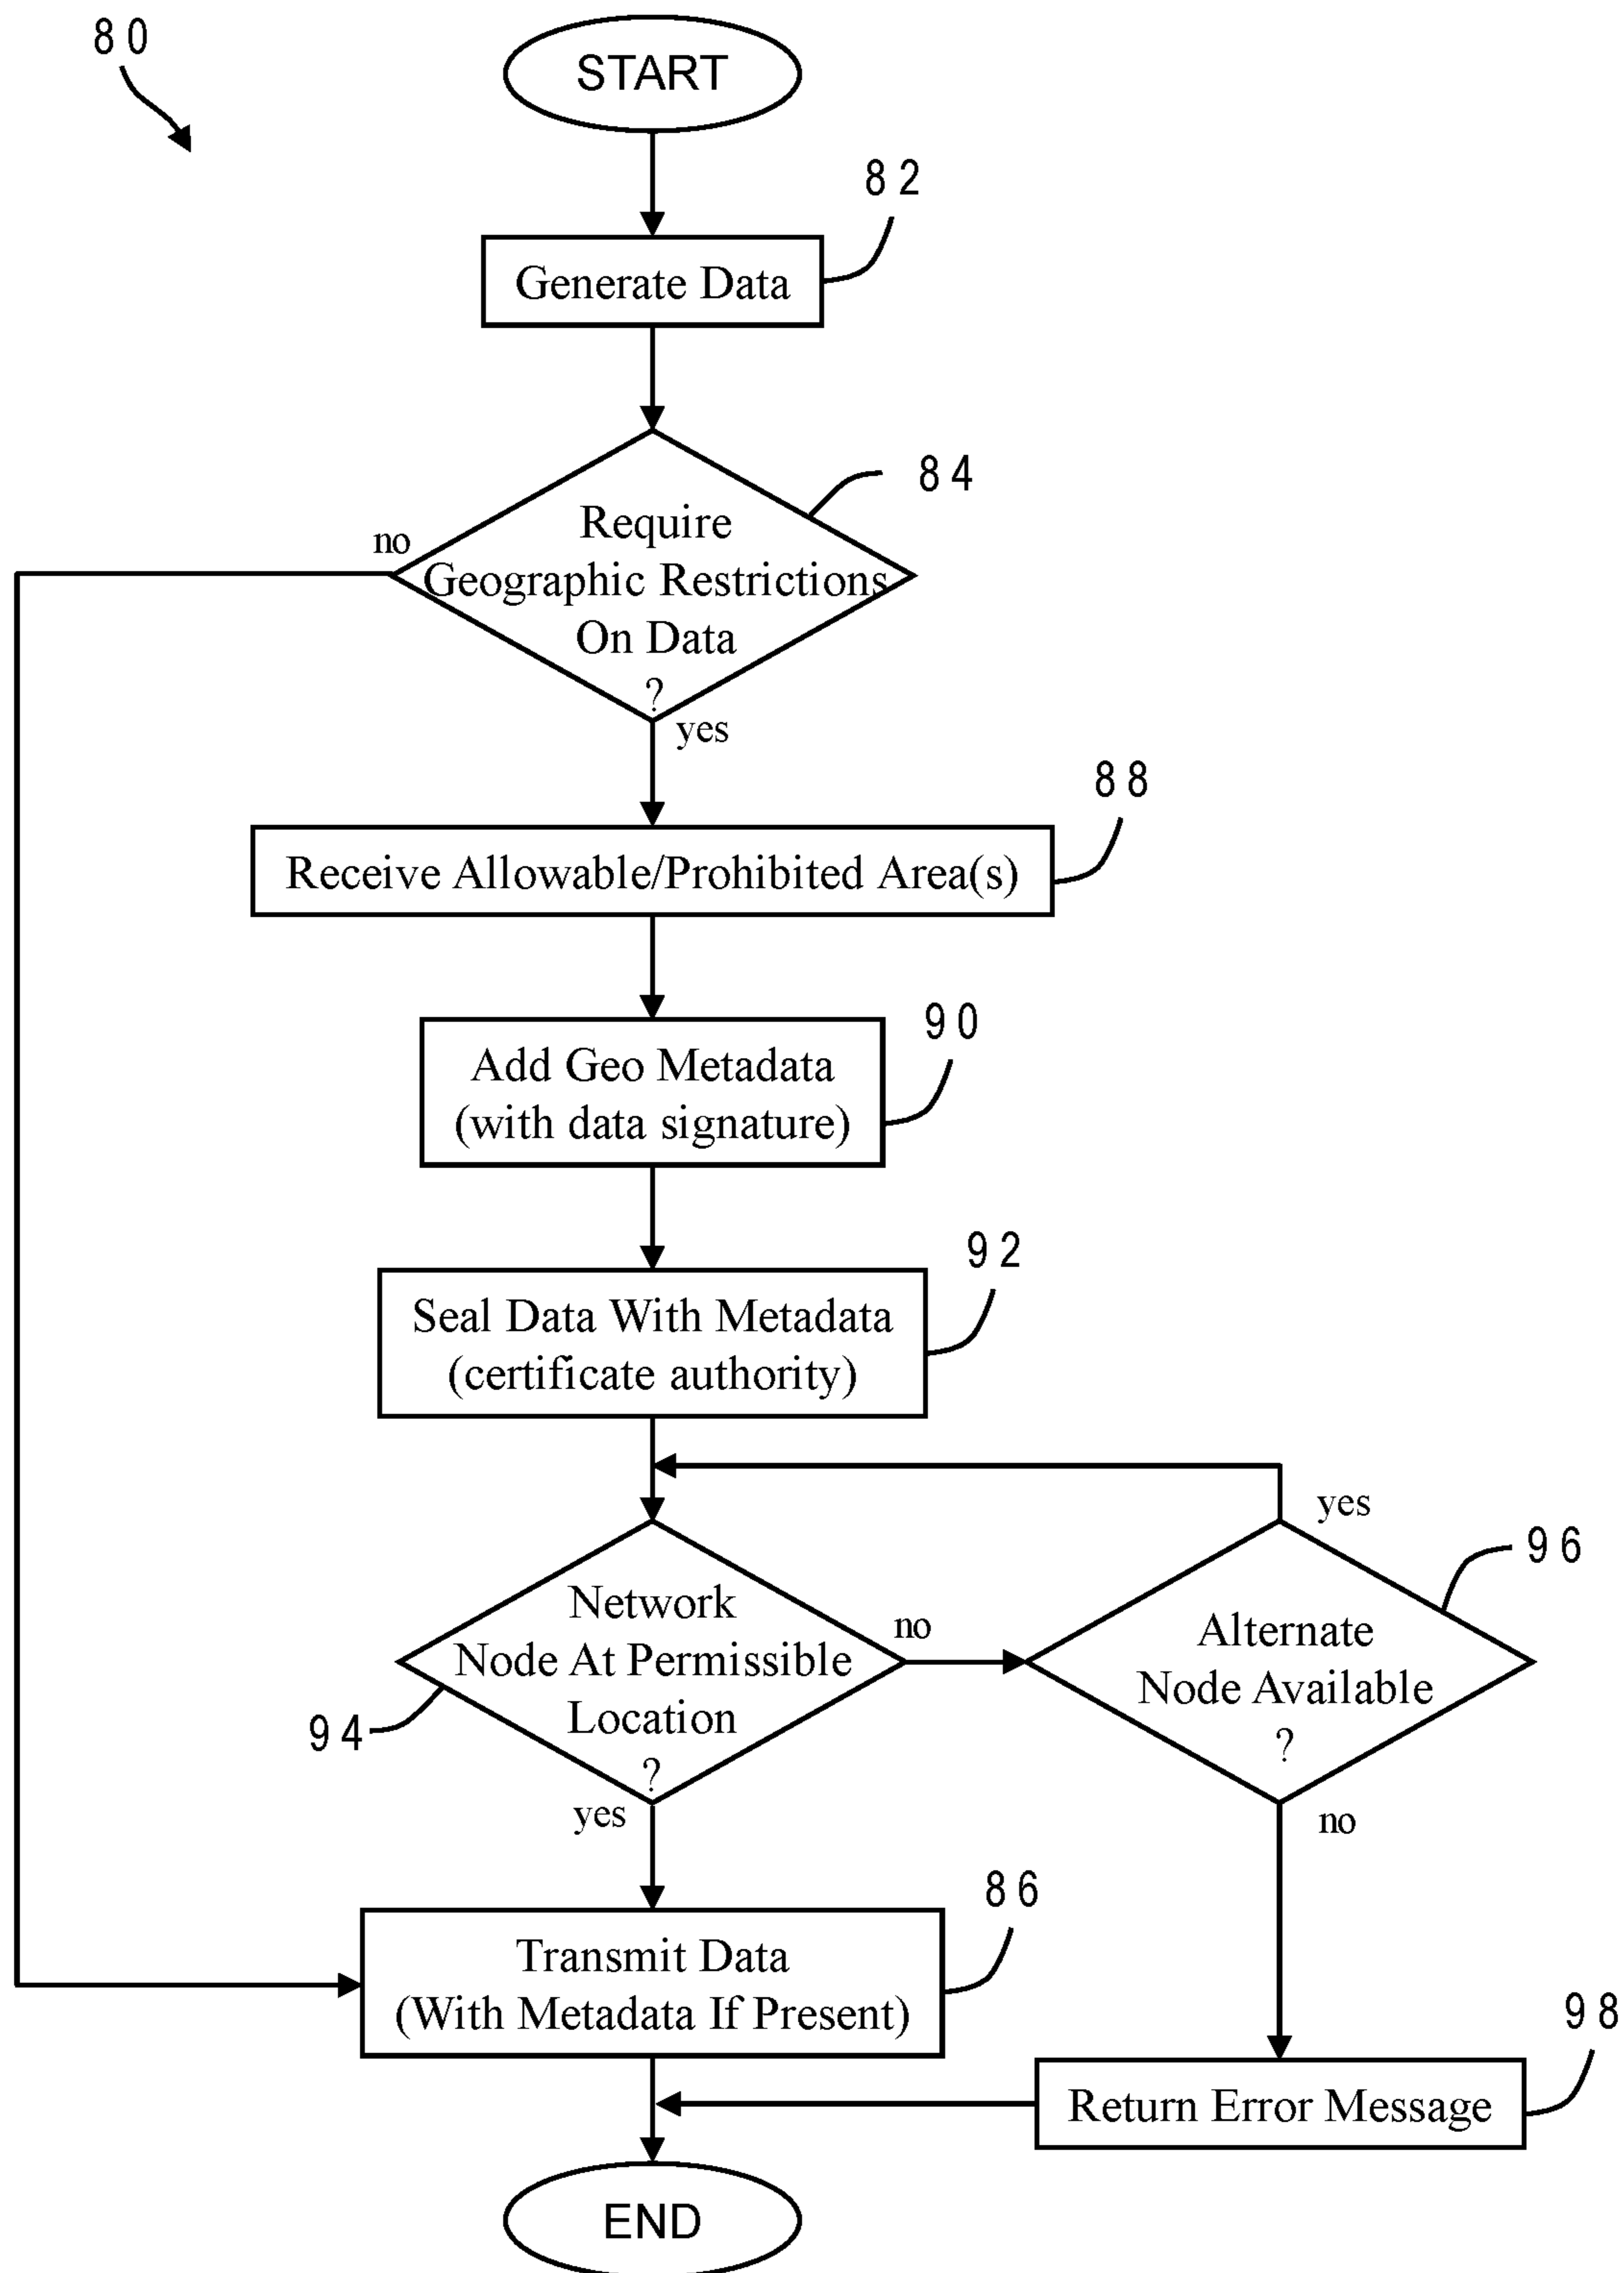 80
START
82
Generate Data
84
no
Require
Geographic Restrictions
On Data
?
yes
88
Receive Allowable/Prohibited Area(s)
90
Add Geo Metadata
(with data signature)
92
Seal Data With Metadata
(certificate authority)
yes
96
Network
Node At Permissible
Location
?
no
Alternate
Node Available
?
94
yes
no
86
Transmit Data
(With Metadata If Present)
98
Return Error Message
END